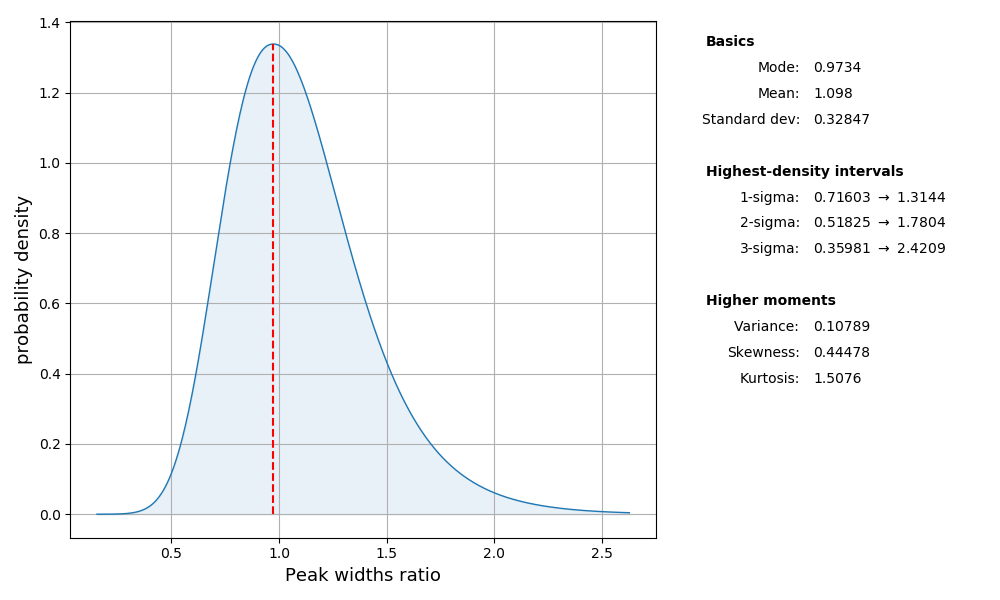 1.4
1.2
1.0
0.8
0.6
0.4
0.2
0.0
probability density
0.5
1.0
1.5
2.0
2.5
Peak widths ratio
Basics
Mode: 0.9734
Mean: 1.098
Standard dev: 0.32847
Highest-density intervals
1-sigma: 0.71603 → 1.3144
2-sigma: 0.51825 → 1.7804
3-sigma: 0.35981 → 2.4209
Higher moments
Variance: 0.10789
Skewness: 0.44478
Kurtosis: 1.5076